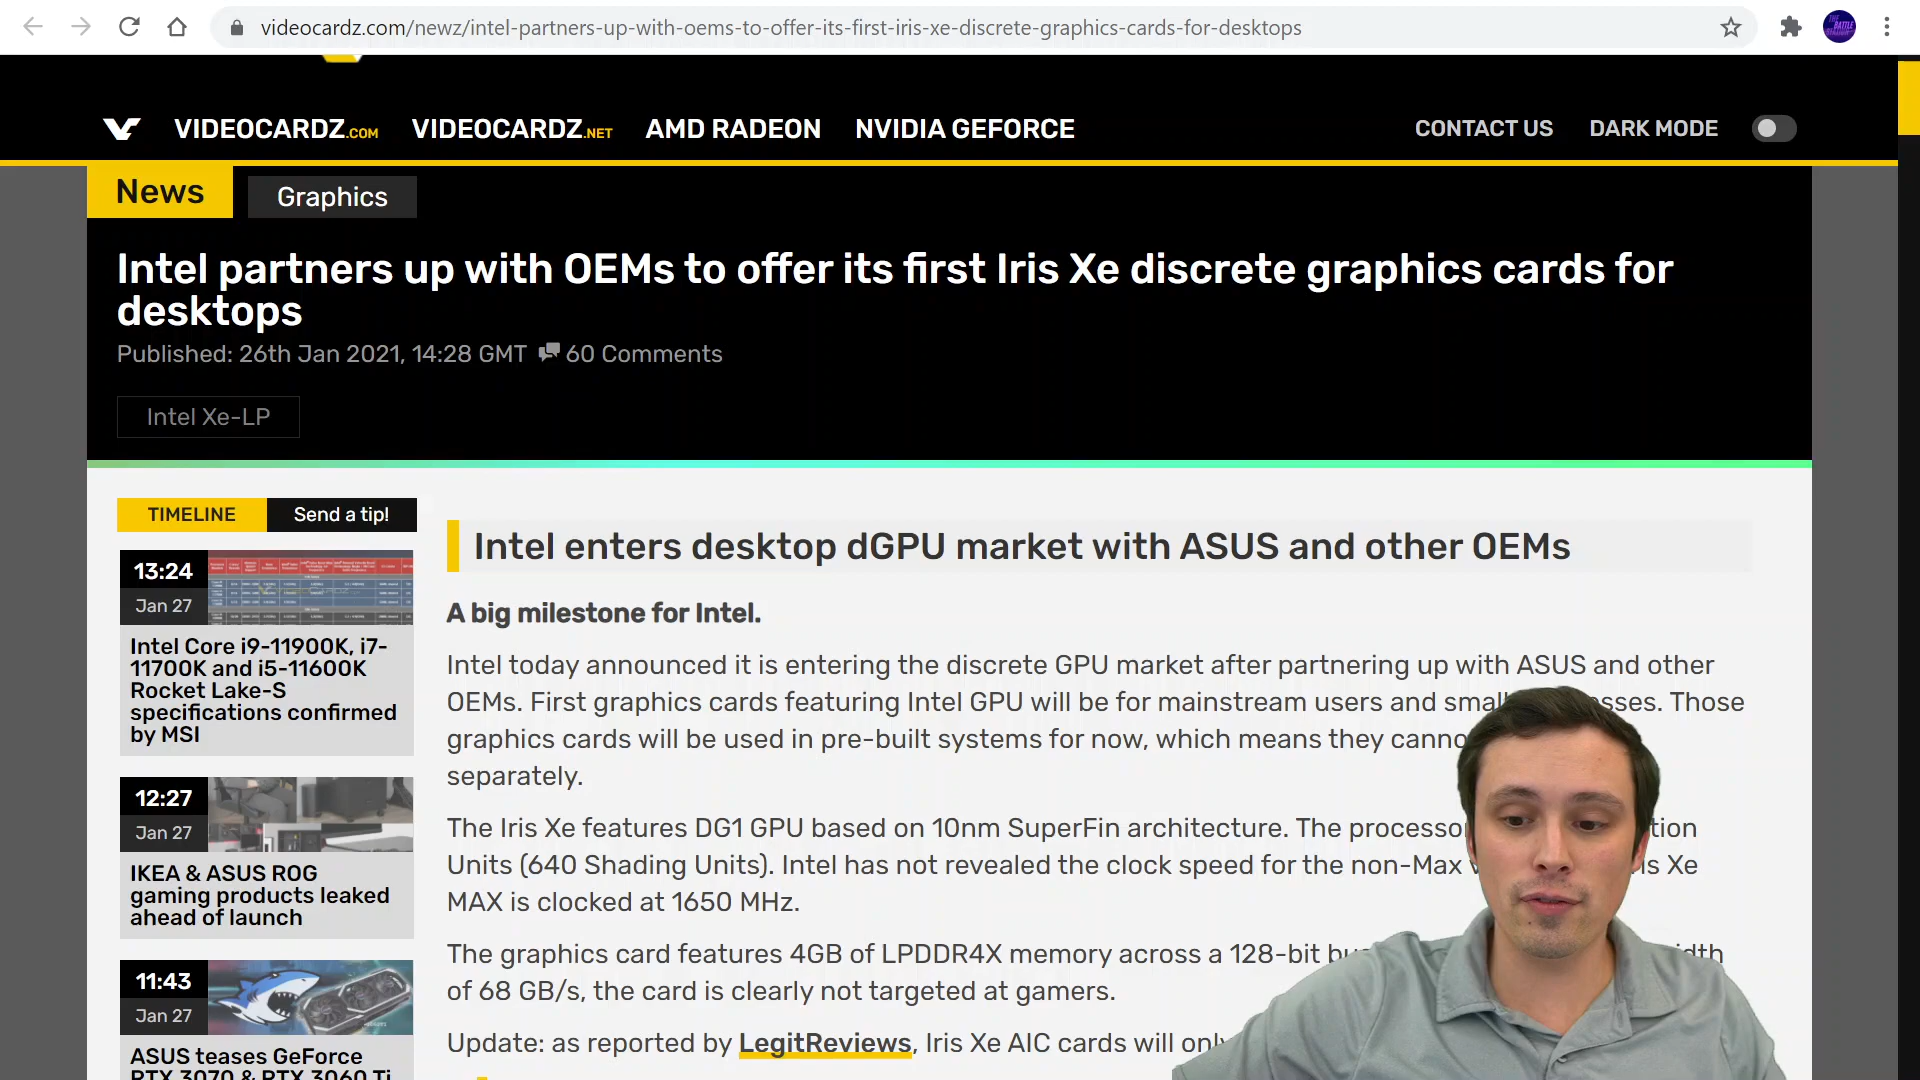 videocardz.com/newz/intel-partners-up-with-oems-to-offer-its-first-iris-xe-discrete-graphics-cards-for-desktops
VIDEOCARDZ.COM VIDEOCARDZ.NET AMD RADEON NVIDIA GEFORCE CONTACT US DARK MODE
News Graphics
Intel partners up with OEMs to offer its first Iris Xe discrete graphics cards for
desktops
Published: 26th Jan 2021, 14:28 GMT 60 Comments
Intel Xe-LP
TIMELINE Send a tip!
13:24
Jan 27
Intel Core i9-11900K, i7-
11700K and i5-11600K
Rocket Lake-S
specifications confirmed
by MSI
12:27
Jan 27
IKEA & ASUS ROG
gaming products leaked
ahead of launch
11:43
Jan 27
ASUS teases GeForce
RTX 3070 & RTX 3060 Ti
Intel enters desktop dGPU market with ASUS and other OEMs
A big milestone for Intel.
Intel today announced it is entering the discrete GPU market after partnering up with ASUS and other
OEMs. First graphics cards featuring Intel GPU will be for mainstream users and Those
graphics cards will be used in pre-built systems for now, which means they
separately.
The Iris Xe features DG1 GPU based on 10nm SuperFin architecture. The
Units (640 Shading Units). Intel has not revealed the clock speed for the non-Max Xe
MAX is clocked at 1650 MHz.
The graphics card features 4GB of LPDDR4X memory across a 128-bit
of 68 GB/s, the card is clearly not targeted at gamers.
Update: as reported by LegitReviews, Iris Xe AIC cards will only